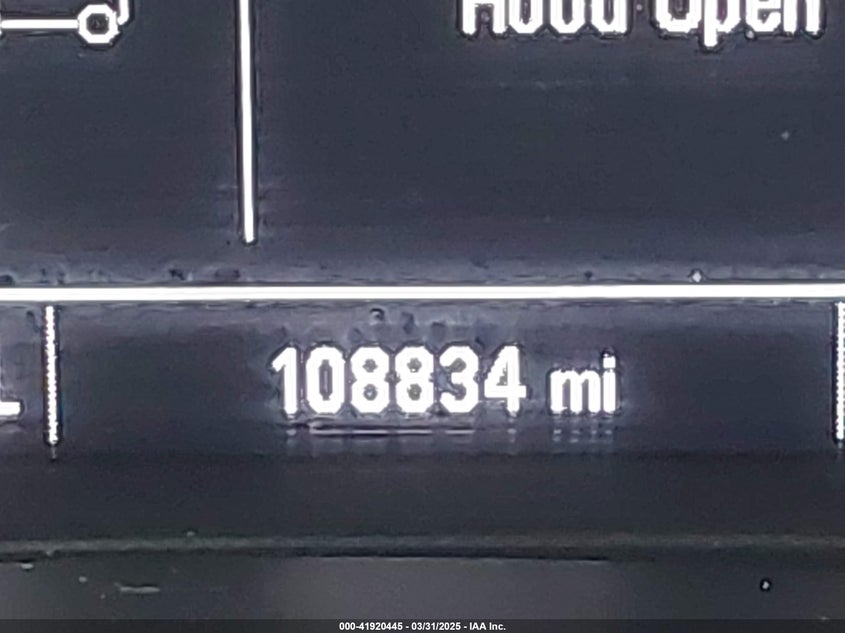 Hood Open
108834 mi
000-41920445 - 03/31/2025 - IAA Inc.